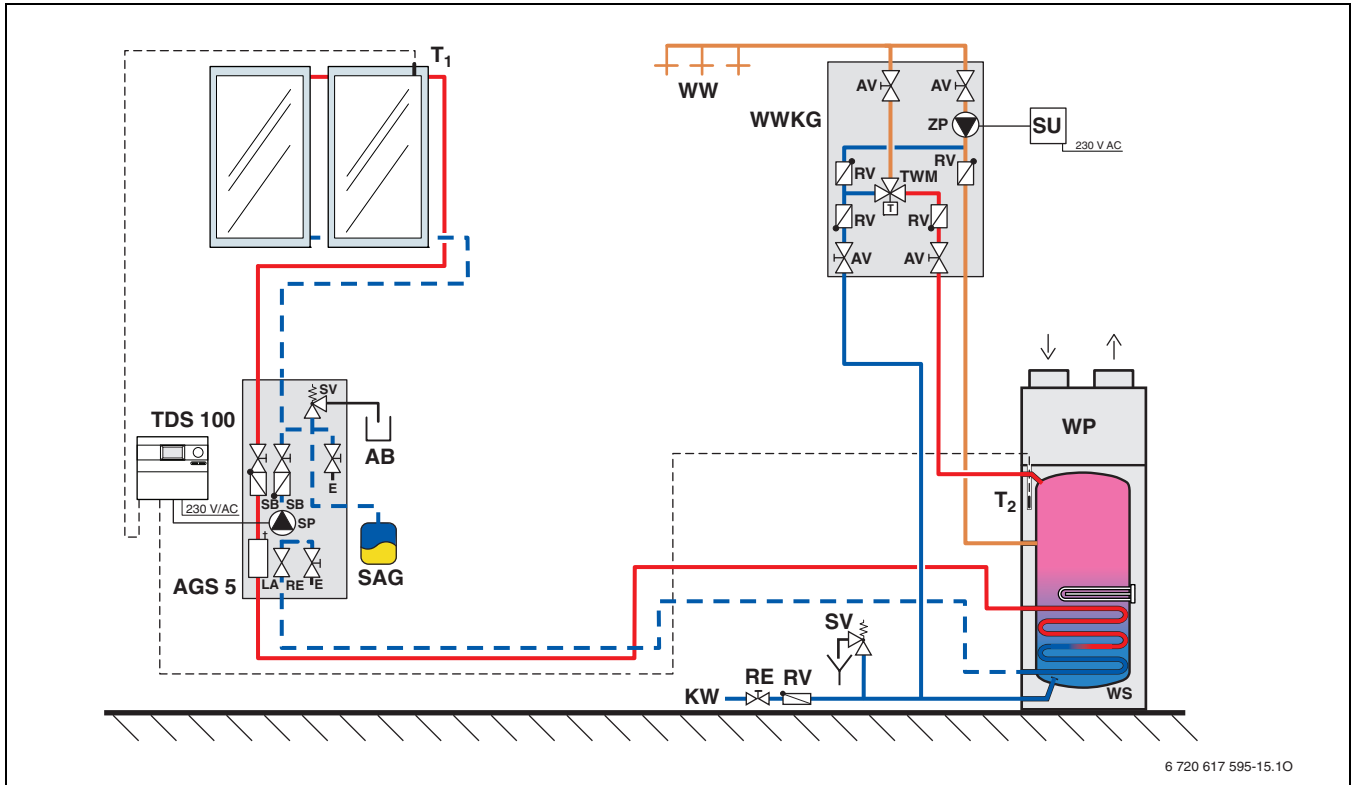 T1
WW
AV
AV
WWKG
ZP
SU
230 V AC
RV
RV
TWM
T
RV
RV
AV
AV
SV
TDS 100
AB
WP
E
T2
SB SB
230 V/AC
SP
t
SAG
AGS 5
LA RE E
SV
RE RV
KW
WS
6 720 617 595-15.1O